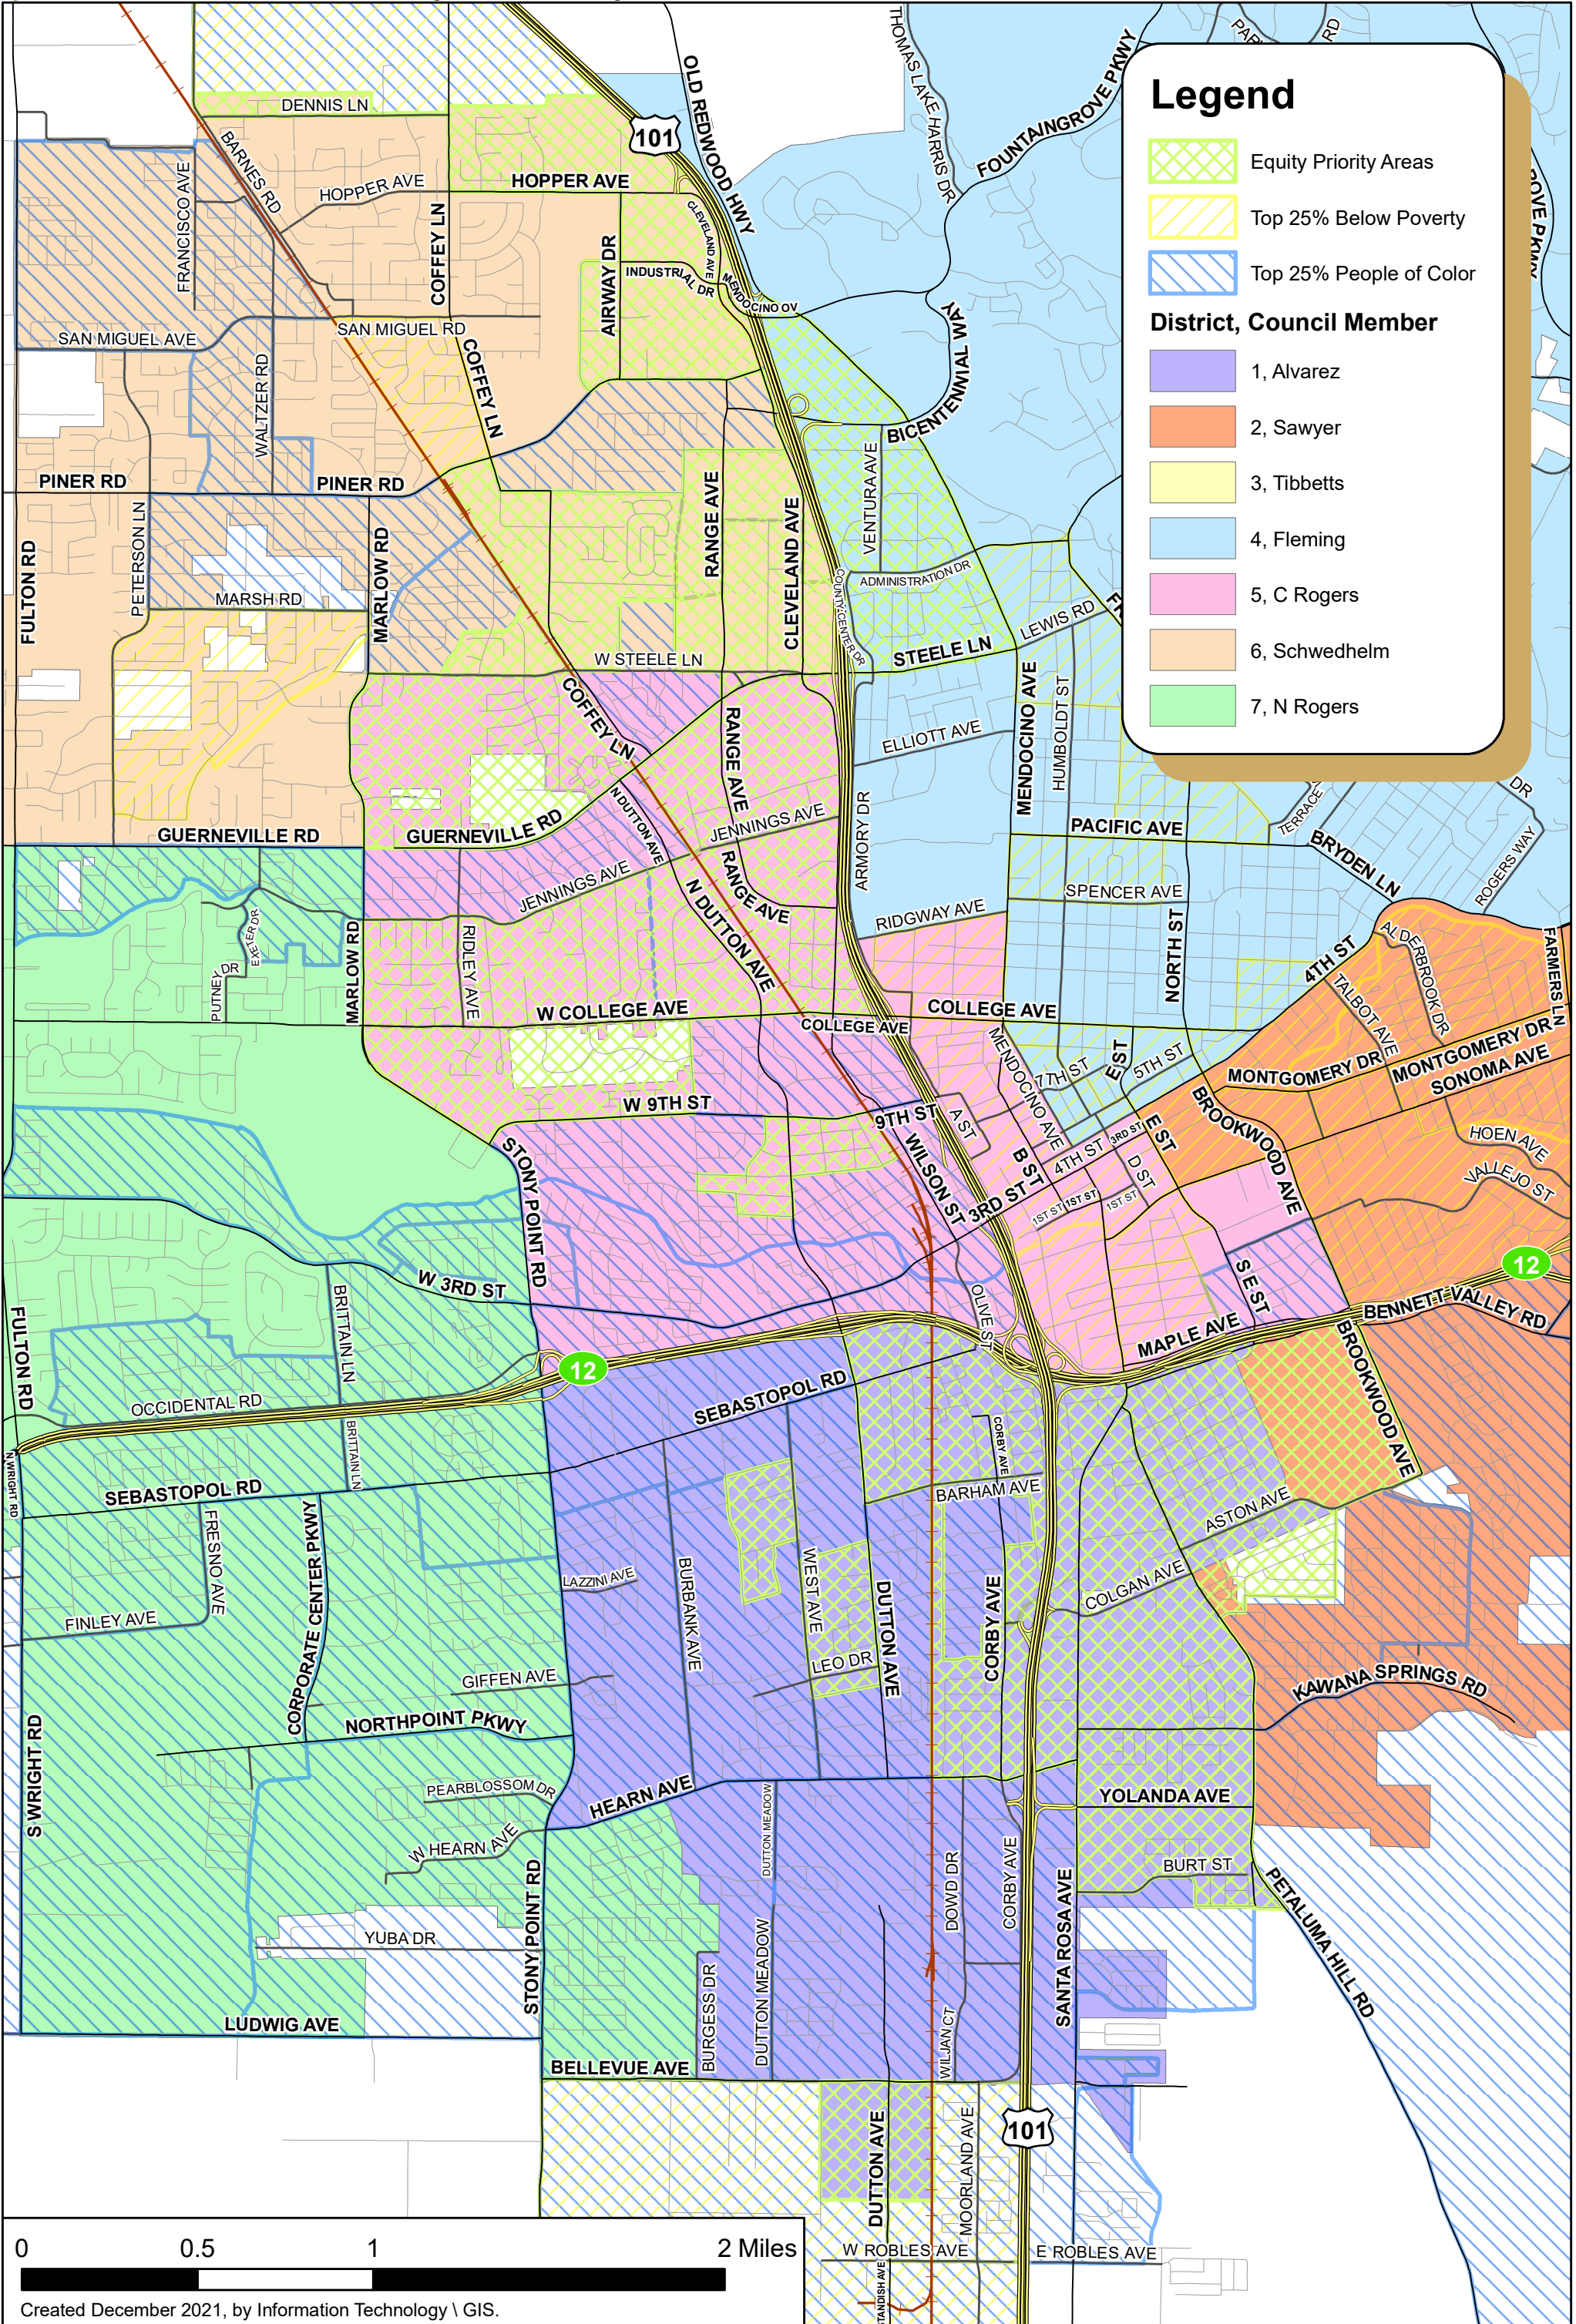 Legend
Equity Priority Areas
Top 25% Below Poverty
Top 25% People of Color
District, Council Member
1, Alvarez
2, Sawyer
3, Tibbetts
4, Fleming
5, C Rogers
6, Schwedhelm
7, N Rogers
THOMAS LAKE HARRIS DR
FOUNTAINGROVE PKWY
RD
OLD REDWOOD HWY
101
DENNIS LN
BARNES RD
FRANCISCO AVE
HOPPER AVE
HOPPER AVE
COFFEY LN
CLEVELAND AVE
AIRWAY DR
INDUSTRIAL DR
MENDOCINO OV
BICENTENNIAL WAY
SAN MIGUEL AVE
SAN MIGUEL RD
WALTZER RD
COFFEY LN
PINER RD
PINER RD
PETERSON LN
FULTON RD
MARLOW RD
MARSH RD
RANGE AVE
CLEVELAND AVE
VENTURA AVE
ADMINISTRATION DR
COUNTY CENTER DR
LEWIS RD
STEELE LN
W STEELE LN
COFFEY LN
RANGE AVE
ELLIOTT AVE
MENDOCINO AVE
HUMBOLDT ST
ARMORY DR
N DUTTON AVE
JENNINGS AVE
GUERNEVILLE RD
GUERNEVILLE RD
PACIFIC AVE
TERRACE
DR
BRYDEN LN
ROGERS WAY
JENNINGS AVE
RANGE AVE
SPENCER AVE
RIDGWAY AVE
NORTH ST
N DUTTON AVE
EXETER DR
PUTNEY DR
MARLOW RD
RIDLEY AVE
4TH ST
ALDERBROOK DR
TALBOT AVE
FARMERS LN
W COLLEGE AVE
COLLEGE AVE
COLLEGE AVE
MONTGOMERY DR
MONTGOMERY DR
SONOMA AVE
MENDOCINO AVE
7TH ST
E ST
5TH ST
W 9TH ST
9TH ST
A ST
BROOKWOOD AVE
HOEN AVE
VALLEJO ST
STONY POINT RD
WILSON ST
B ST
4TH ST
3RD ST
E ST
D ST
3RD ST
1ST ST
1ST ST
1ST ST
12
S E ST
W 3RD ST
BRITTAIN LN
OLIVE ST
MAPLE AVE
BENNETT VALLEY RD
FULTON RD
12
BROOKWOOD AVE
OCCIDENTAL RD
SEBASTOPOL RD
BRITTAIN LN
N WRIGHT RD
SEBASTOPOL RD
CORBY AVE
BARHAM AVE
ASTON AVE
FRESNO AVE
FINLEY AVE
CORPORATE CENTER PKWY
LAZZINI AVE
BURBANK AVE
WEST AVE
DUTTON AVE
CORBY AVE
COLGAN AVE
LEO DR
GIFFEN AVE
KAWANA SPRINGS RD
NORTHPOINT PKWY
S WRIGHT RD
PEARBLOSSOM DR
HEARN AVE
W HEARN AVE
YOLANDA AVE
DUTTON MEADOW
BURT ST
STONY POINT RD
DOWD DR
CORBY AVE
SANTA ROSA AVE
PETALUMA HILL RD
YUBA DR
BURGESS DR
DUTTON MEADOW
WILJAN CT
LUDWIG AVE
BELLEVUE AVE
101
DUTTON AVE
MOORLAND AVE
W ROBLES AVE
E ROBLES AVE
0 0.5 1 2 Miles
Created December 2021, by Information Technology \ GIS.